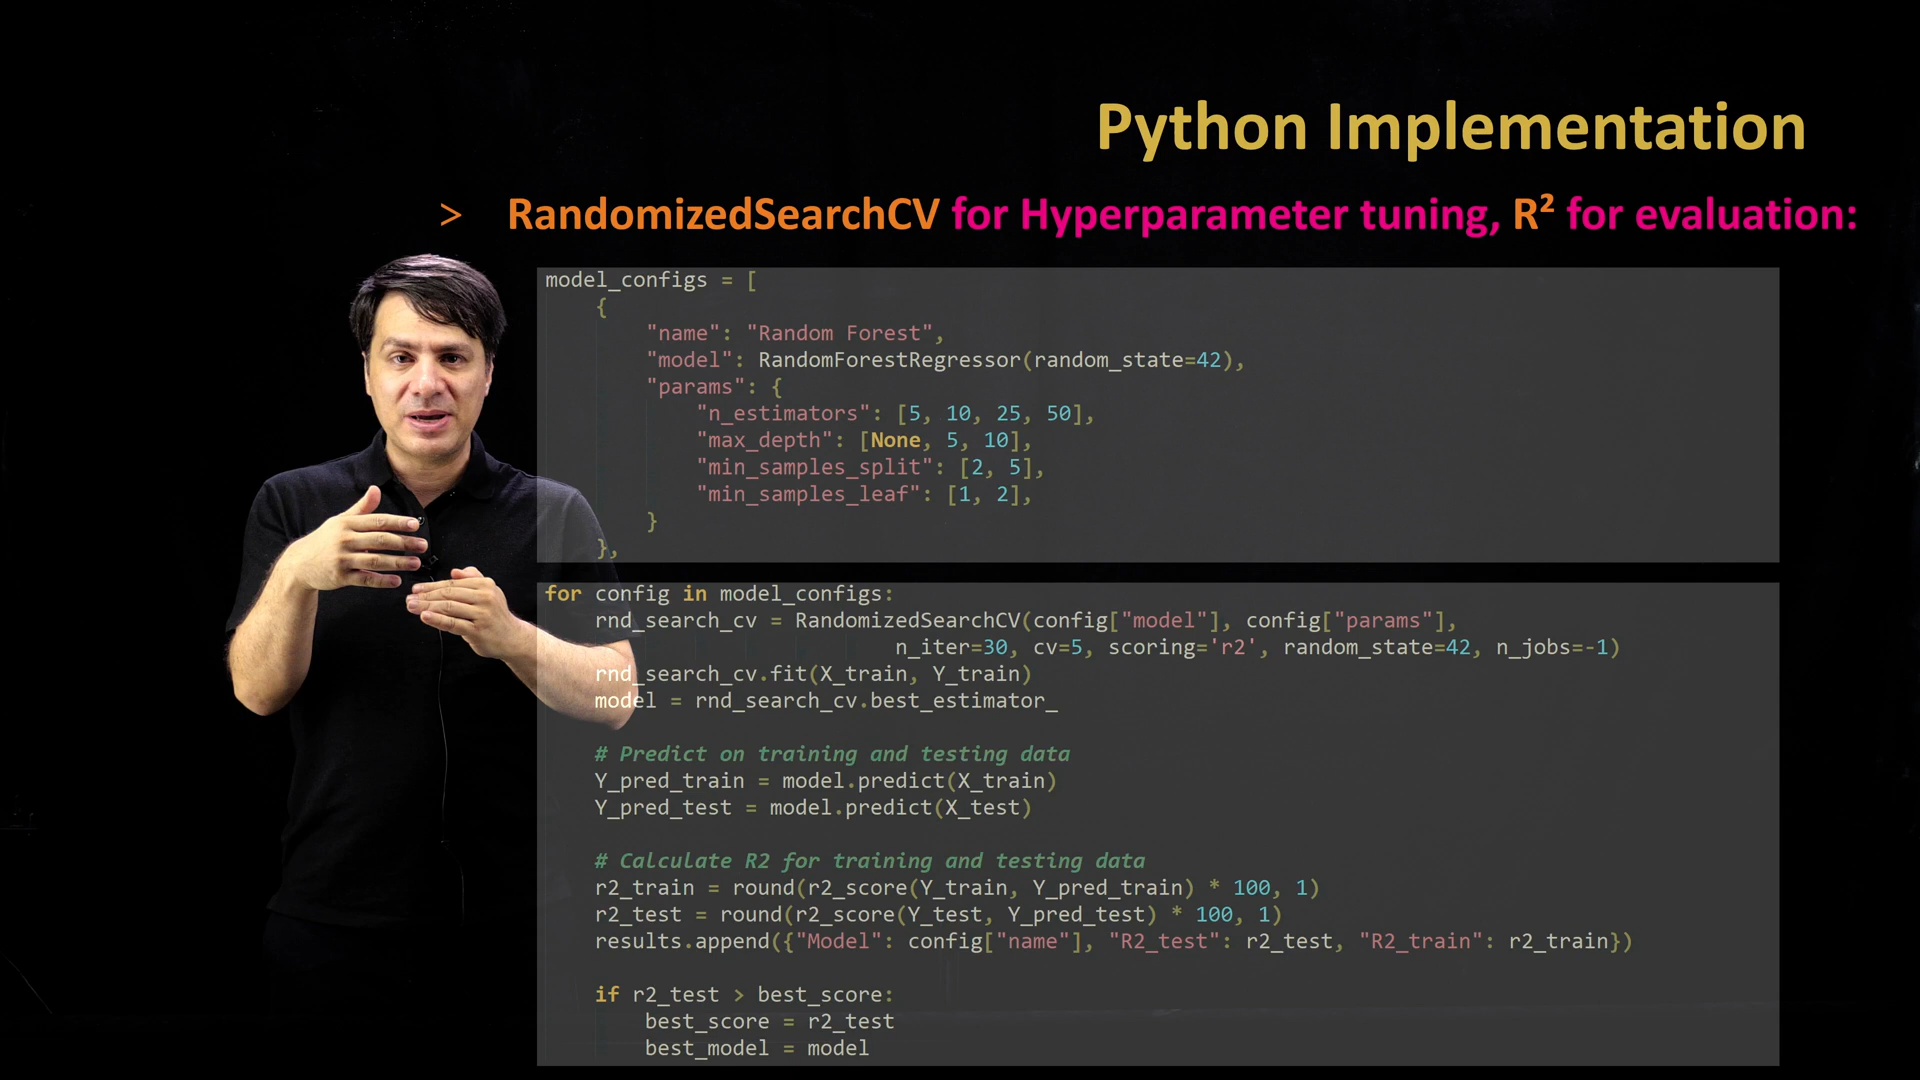 Python Implementation
> RandomizedSearchCV for Hyperparameter tuning, R² for evaluation:
model_configs = [
    {
        "name": "Random Forest",
        "model": RandomForestRegressor(random_state=42),
        "params": {
            "n_estimators": [5, 10, 25, 50],
            "max_depth": [None, 5, 10],
            "min_samples_split": [2, 5],
            "min_samples_leaf": [1, 2],
        }
    },
for config in model_configs:
    rnd_search_cv = RandomizedSearchCV(config["model"], config["params"],
                            n_iter=30, cv=5, scoring='r2', random_state=42, n_jobs=-1)
    rnd_search_cv.fit(X_train, Y_train)
    model = rnd_search_cv.best_estimator_
    # Predict on training and testing data
    Y_pred_train = model.predict(X_train)
    Y_pred_test = model.predict(X_test)
    # Calculate R2 for training and testing data
    r2_train = round(r2_score(Y_train, Y_pred_train) * 100, 1)
    r2_test = round(r2_score(Y_test, Y_pred_test) * 100, 1)
    results.append({"Model": config["name"], "R2_test": r2_test, "R2_train": r2_train})
    if r2_test > best_score:
        best_score = r2_test
        best_model = model